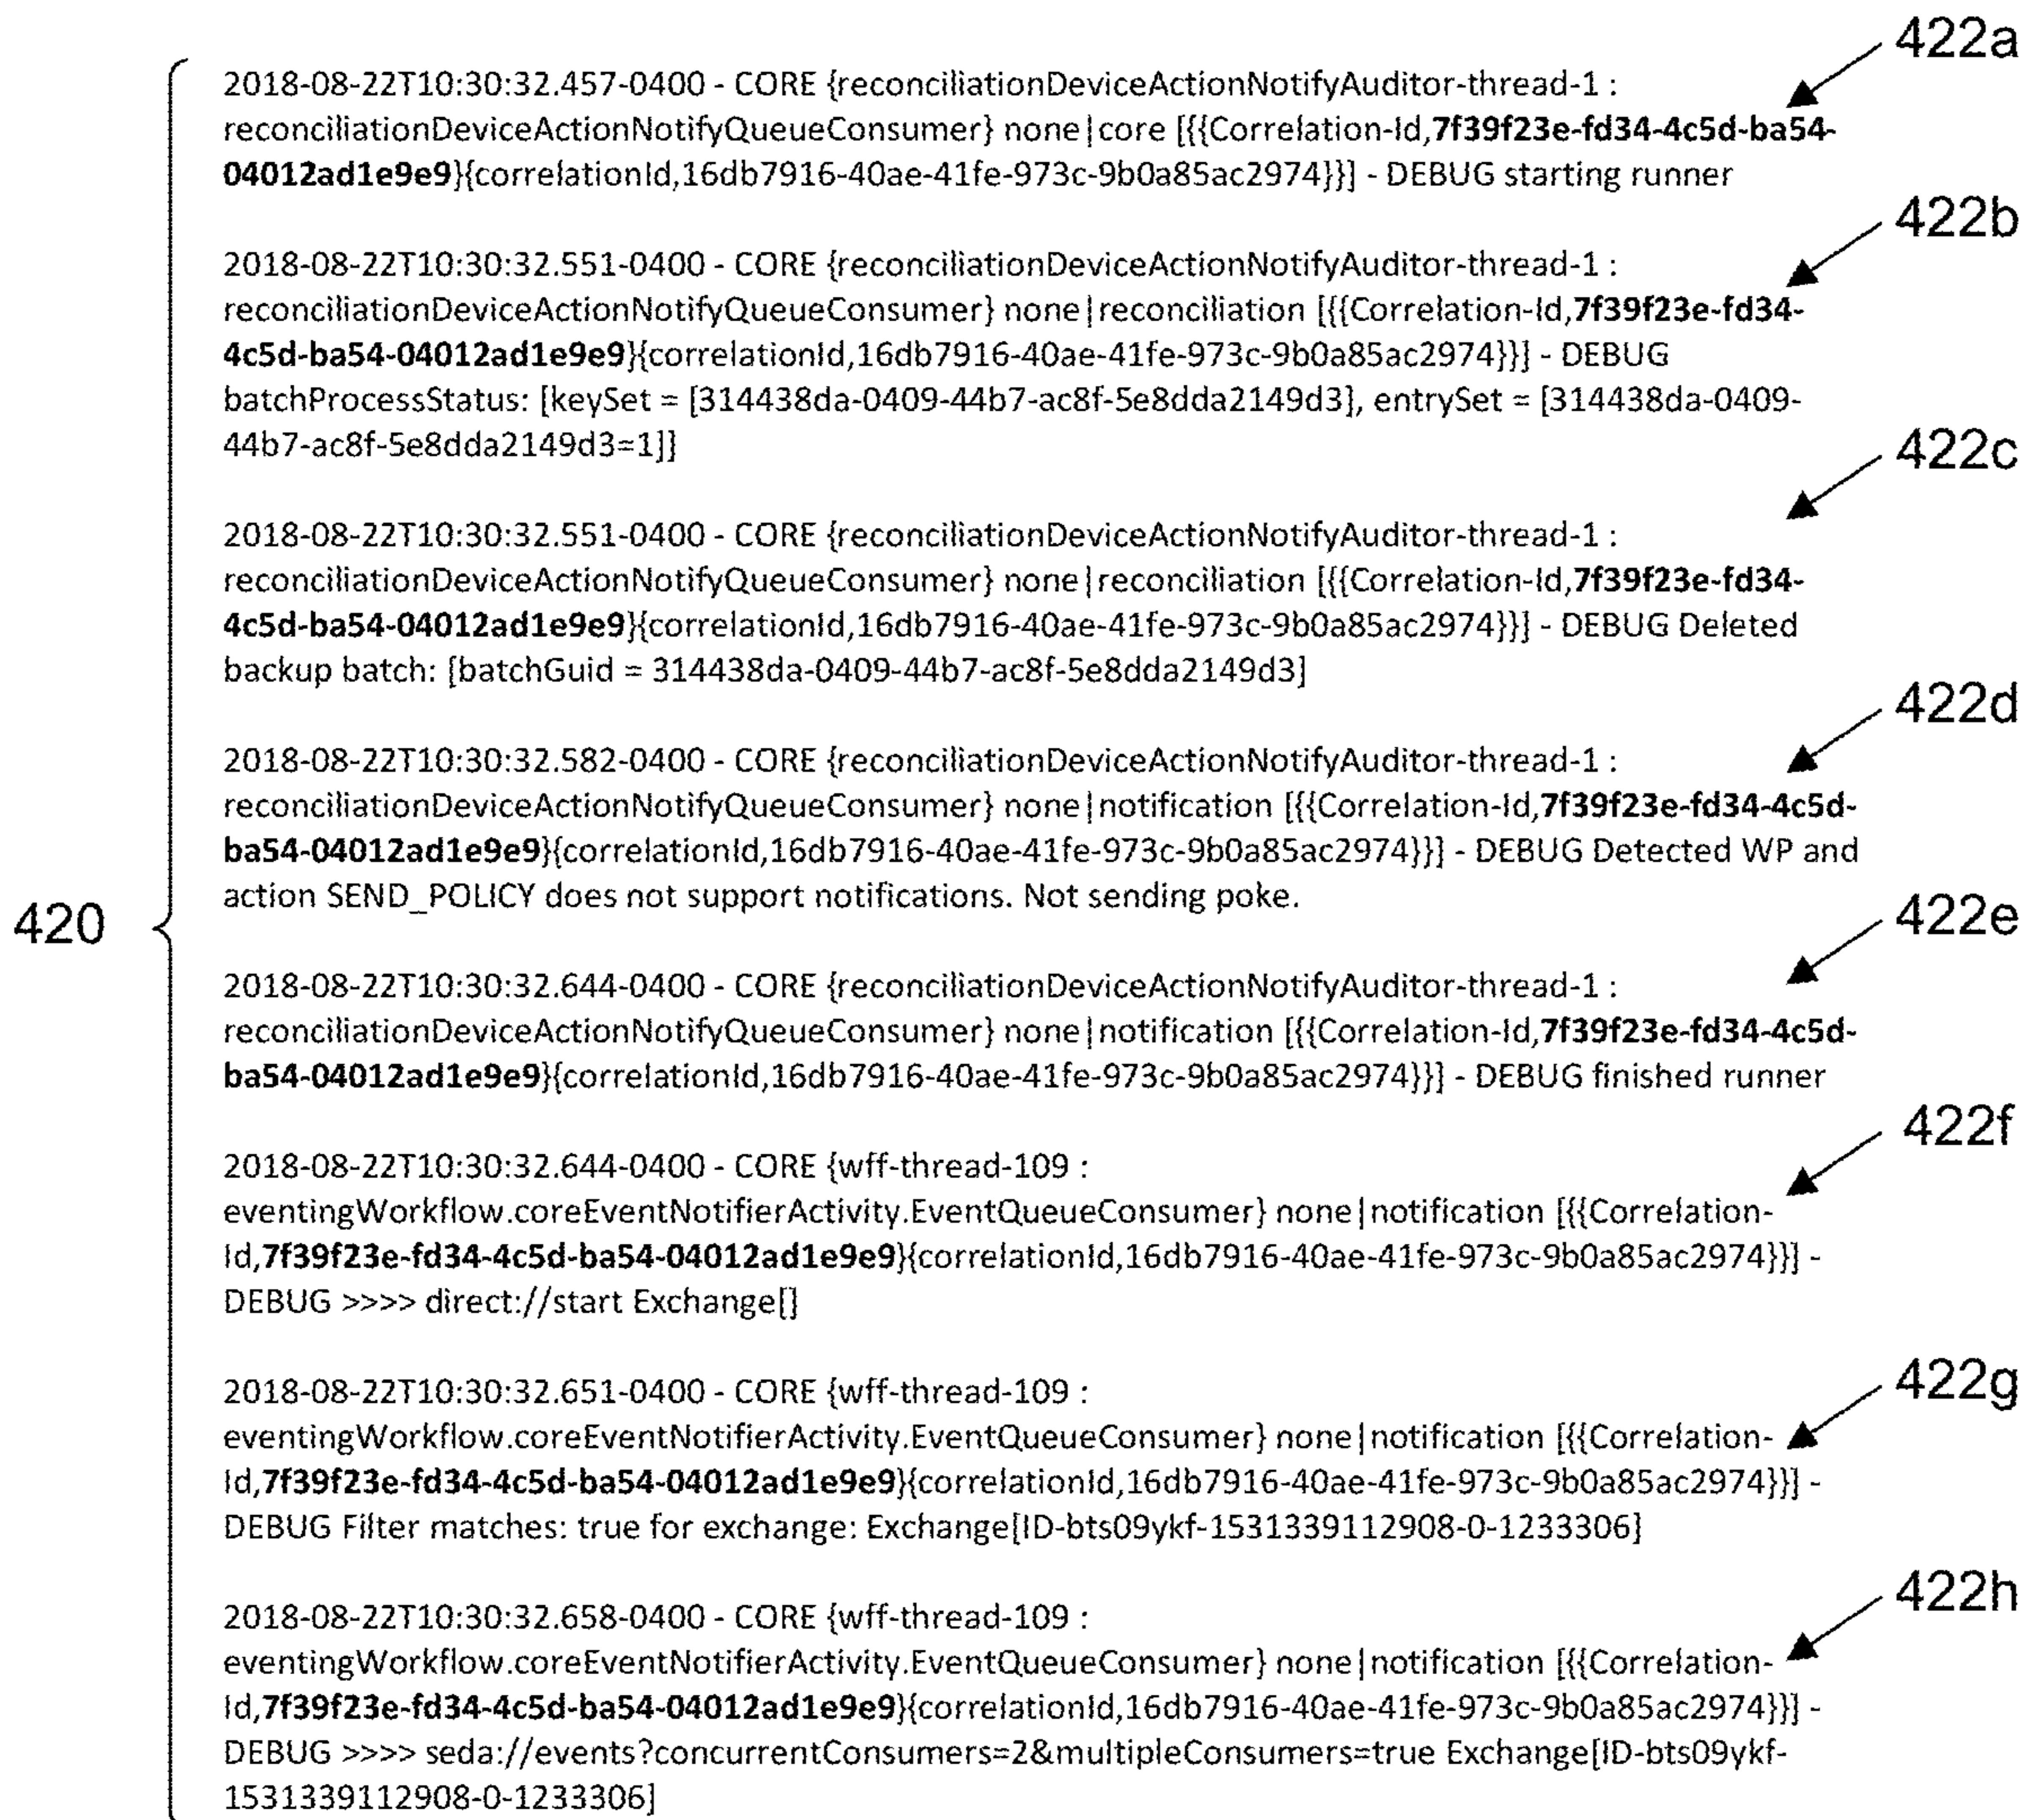 422a
2018-08-22T10:30:32.457-0400 - CORE {reconciliationDeviceActionNotifyAuditor-thread-1 :
reconciliationDeviceActionNotifyQueueConsumer} none|core [{{Correlation-Id,7f39f23e-fd34-4c5d-ba54-
04012ad1e9e9}{correlationId,16db7916-40ae-41fe-973c-9b0a85ac2974}}] - DEBUG starting runner
422b
2018-08-22T10:30:32.551-0400 - CORE {reconciliationDeviceActionNotifyAuditor-thread-1 :
reconciliationDeviceActionNotifyQueueConsumer} none|reconciliation [{{Correlation-Id,7f39f23e-fd34-
4c5d-ba54-04012ad1e9e9}{correlationId,16db7916-40ae-41fe-973c-9b0a85ac2974}}] - DEBUG
batchProcessStatus: [keySet = [314438da-0409-44b7-ac8f-5e8dda2149d3], entrySet = [314438da-0409-
44b7-ac8f-5e8dda2149d3=1]]
422c
2018-08-22T10:30:32.551-0400 - CORE {reconciliationDeviceActionNotifyAuditor-thread-1 :
reconciliationDeviceActionNotifyQueueConsumer} none|reconciliation [{{Correlation-Id,7f39f23e-fd34-
4c5d-ba54-04012ad1e9e9}{correlationId,16db7916-40ae-41fe-973c-9b0a85ac2974}}] - DEBUG Deleted
backup batch: [batchGuid = 314438da-0409-44b7-ac8f-5e8dda2149d3]
422d
2018-08-22T10:30:32.582-0400 - CORE {reconciliationDeviceActionNotifyAuditor-thread-1 :
reconciliationDeviceActionNotifyQueueConsumer} none|notification [{{Correlation-Id,7f39f23e-fd34-4c5d-
ba54-04012ad1e9e9}{correlationId,16db7916-40ae-41fe-973c-9b0a85ac2974}}] - DEBUG Detected WP and
action SEND_POLICY does not support notifications. Not sending poke.
420
422e
2018-08-22T10:30:32.644-0400 - CORE {reconciliationDeviceActionNotifyAuditor-thread-1 :
reconciliationDeviceActionNotifyQueueConsumer} none|notification [{{Correlation-Id,7f39f23e-fd34-4c5d-
ba54-04012ad1e9e9}{correlationId,16db7916-40ae-41fe-973c-9b0a85ac2974}}] - DEBUG finished runner
422f
2018-08-22T10:30:32.644-0400 - CORE {wff-thread-109 :
eventingWorkflow.coreEventNotifierActivity.EventQueueConsumer} none|notification [{{Correlation-
Id,7f39f23e-fd34-4c5d-ba54-04012ad1e9e9}{correlationId,16db7916-40ae-41fe-973c-9b0a85ac2974}}] -
DEBUG >>>> direct://start Exchange[]
422g
2018-08-22T10:30:32.651-0400 - CORE {wff-thread-109 :
eventingWorkflow.coreEventNotifierActivity.EventQueueConsumer} none|notification [{{Correlation-
Id,7f39f23e-fd34-4c5d-ba54-04012ad1e9e9}{correlationId,16db7916-40ae-41fe-973c-9b0a85ac2974}}] -
DEBUG Filter matches: true for exchange: Exchange[ID-bts09ykf-1531339112908-0-1233306]
422h
2018-08-22T10:30:32.658-0400 - CORE {wff-thread-109 :
eventingWorkflow.coreEventNotifierActivity.EventQueueConsumer} none|notification [{{Correlation-
Id,7f39f23e-fd34-4c5d-ba54-04012ad1e9e9}{correlationId,16db7916-40ae-41fe-973c-9b0a85ac2974}}] -
DEBUG >>>> seda://events?concurrentConsumers=2&multipleConsumers=true Exchange[ID-bts09ykf-
1531339112908-0-1233306]